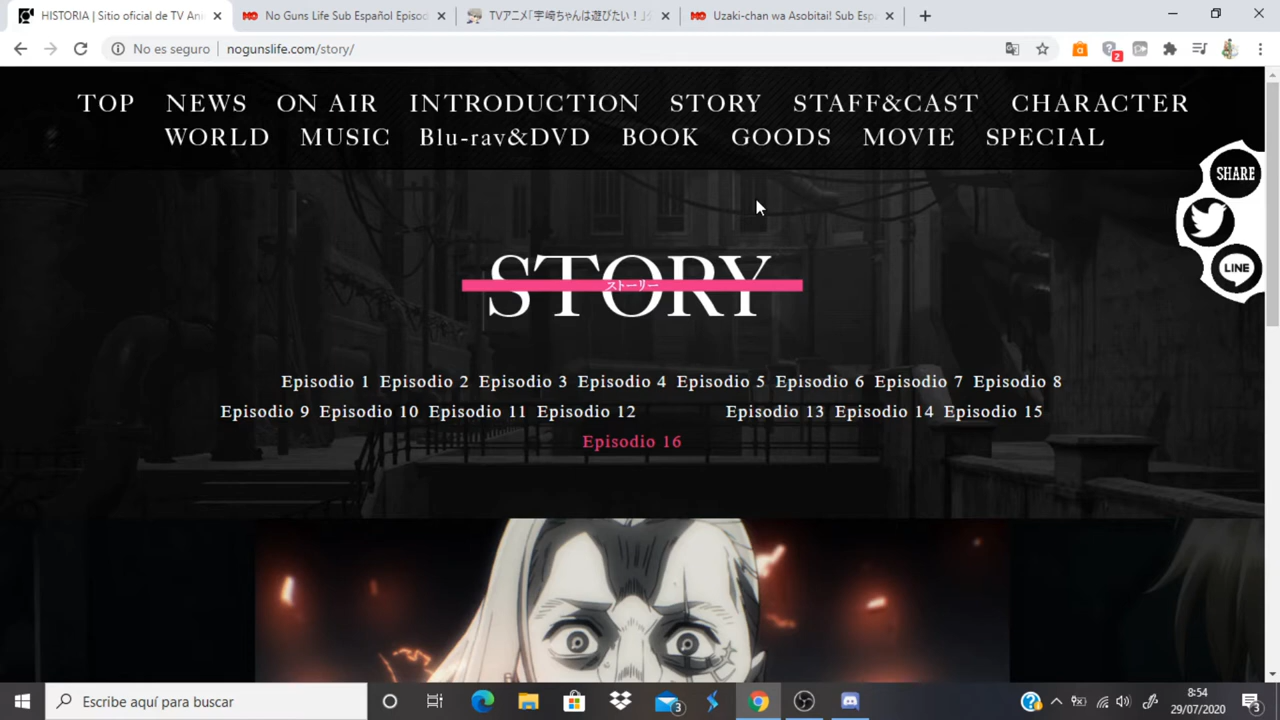 HISTORIA | Sitio oficial de TV Ani
No Guns Life Sub Español Episod
TVアニメ「宇崎ちゃんは遊びたい！」公
Uzaki-chan wa Asobitai! Sub Espa
No es seguro
nogunslife.com/story/
2
TOP NEWS ON AIR INTRODUCTION STORY STAFF&CAST CHARACTER
WORLD MUSIC Blu-ray&DVD BOOK GOODS MOVIE SPECIAL
SHARE
LINE
STORY
ストーリー
Episodio 1 Episodio 2 Episodio 3 Episodio 4 Episodio 5 Episodio 6 Episodio 7 Episodio 8
Episodio 9 Episodio 10 Episodio 11 Episodio 12 Episodio 13 Episodio 14 Episodio 15
Episodio 16
Escribe aquí para buscar
3
8:54
29/07/2020
3